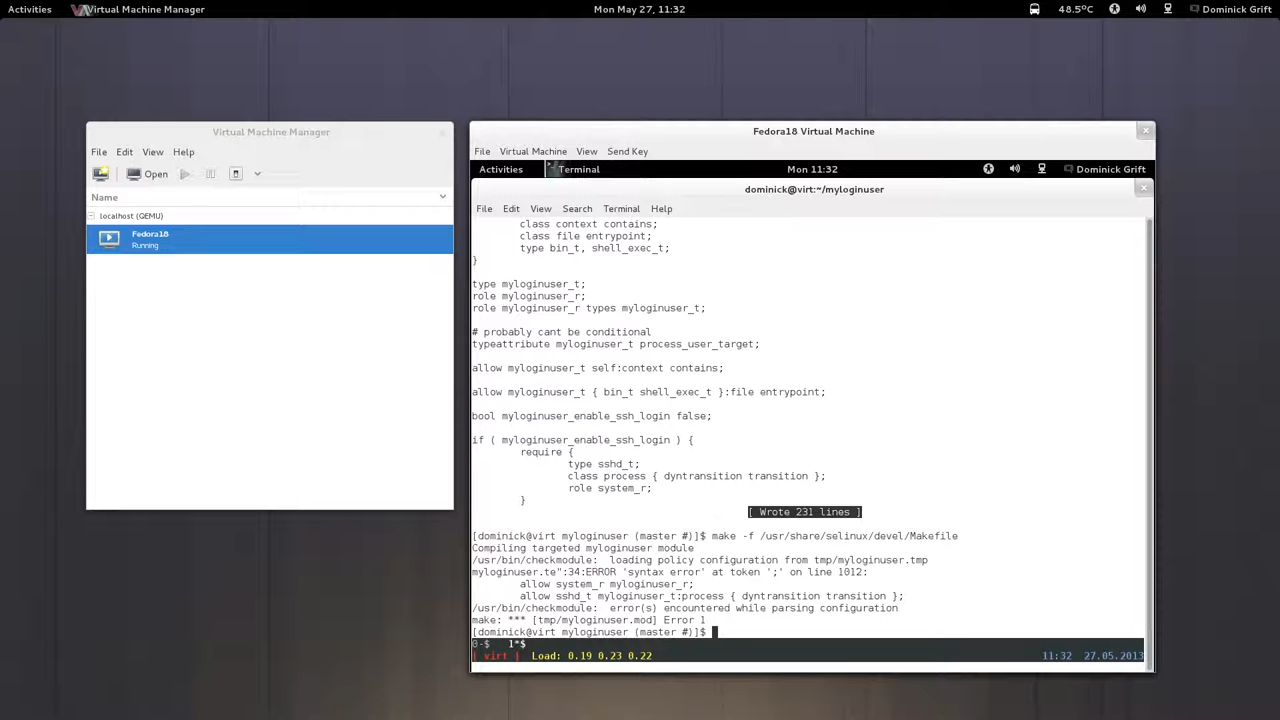 Activities Virtual Machine Manager Mon May 27, 11:32 48.5°C Dominick Grift
Virtual Machine Manager
File Edit View Help
Open
Name
localhost (QEMU)
Fedora18
Running
Fedora18 Virtual Machine
File Virtual Machine View Send Key
Activities Terminal Mon 11:32 Dominick Grift
dominick@virt:~/myloginuser
File Edit View Search Terminal Help
class context contains;
class file entrypoint;
type bin_t, shell_exec_t;
}
type myloginuser_t;
role myloginuser_r;
role myloginuser_r types myloginuser_t;
# probably cant be conditional
typeattribute myloginuser_t process_user_target;
allow myloginuser_t self:context contains;
allow myloginuser_t { bin_t shell_exec_t }:file entrypoint;
bool myloginuser_enable_ssh_login false;
if ( myloginuser_enable_ssh_login ) {
require {
type sshd_t;
class process { dyntransition transition };
role system_r;
}
[ Wrote 231 lines ]
[dominick@virt myloginuser (master #)]$ make -f /usr/share/selinux/devel/Makefile
Compiling targeted myloginuser module
/usr/bin/checkmodule:  loading policy configuration from tmp/myloginuser.tmp
myloginuser.te":34:ERROR 'syntax error' at token ';' on line 1012:
allow system_r myloginuser_r;
allow sshd_t myloginuser_t:process { dyntransition transition };
/usr/bin/checkmodule:  error(s) encountered while parsing configuration
make: *** [tmp/myloginuser.mod] Error 1
[dominick@virt myloginuser (master #)]$
0-$ 1*$
| virt | Load: 0.19 0.23 0.22 11:32 27.05.2013